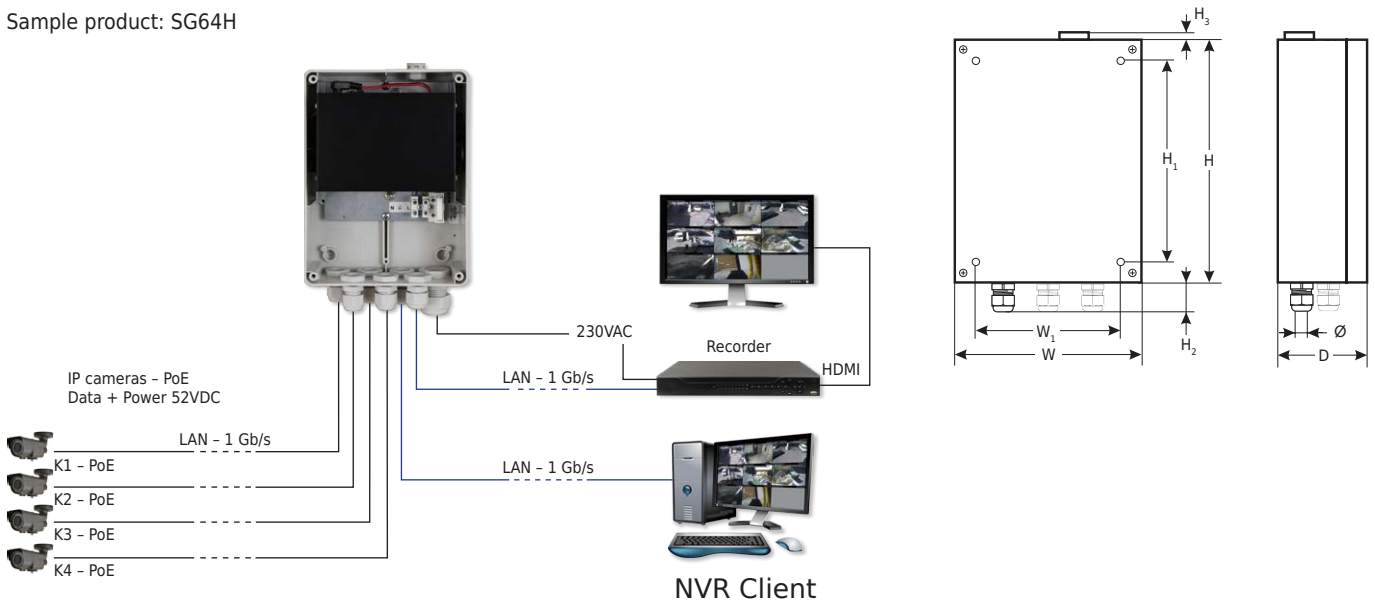 Sample product: SG64H
230VAC
Recorder
HDMI
LAN – 1 Gb/s
IP cameras – PoE
Data + Power 52VDC
LAN – 1 Gb/s
K1 – PoE
K2 – PoE
K3 – PoE
K4 – PoE
LAN – 1 Gb/s
NVR Client
H3
H1
H
W1
H2
W
Ø
D